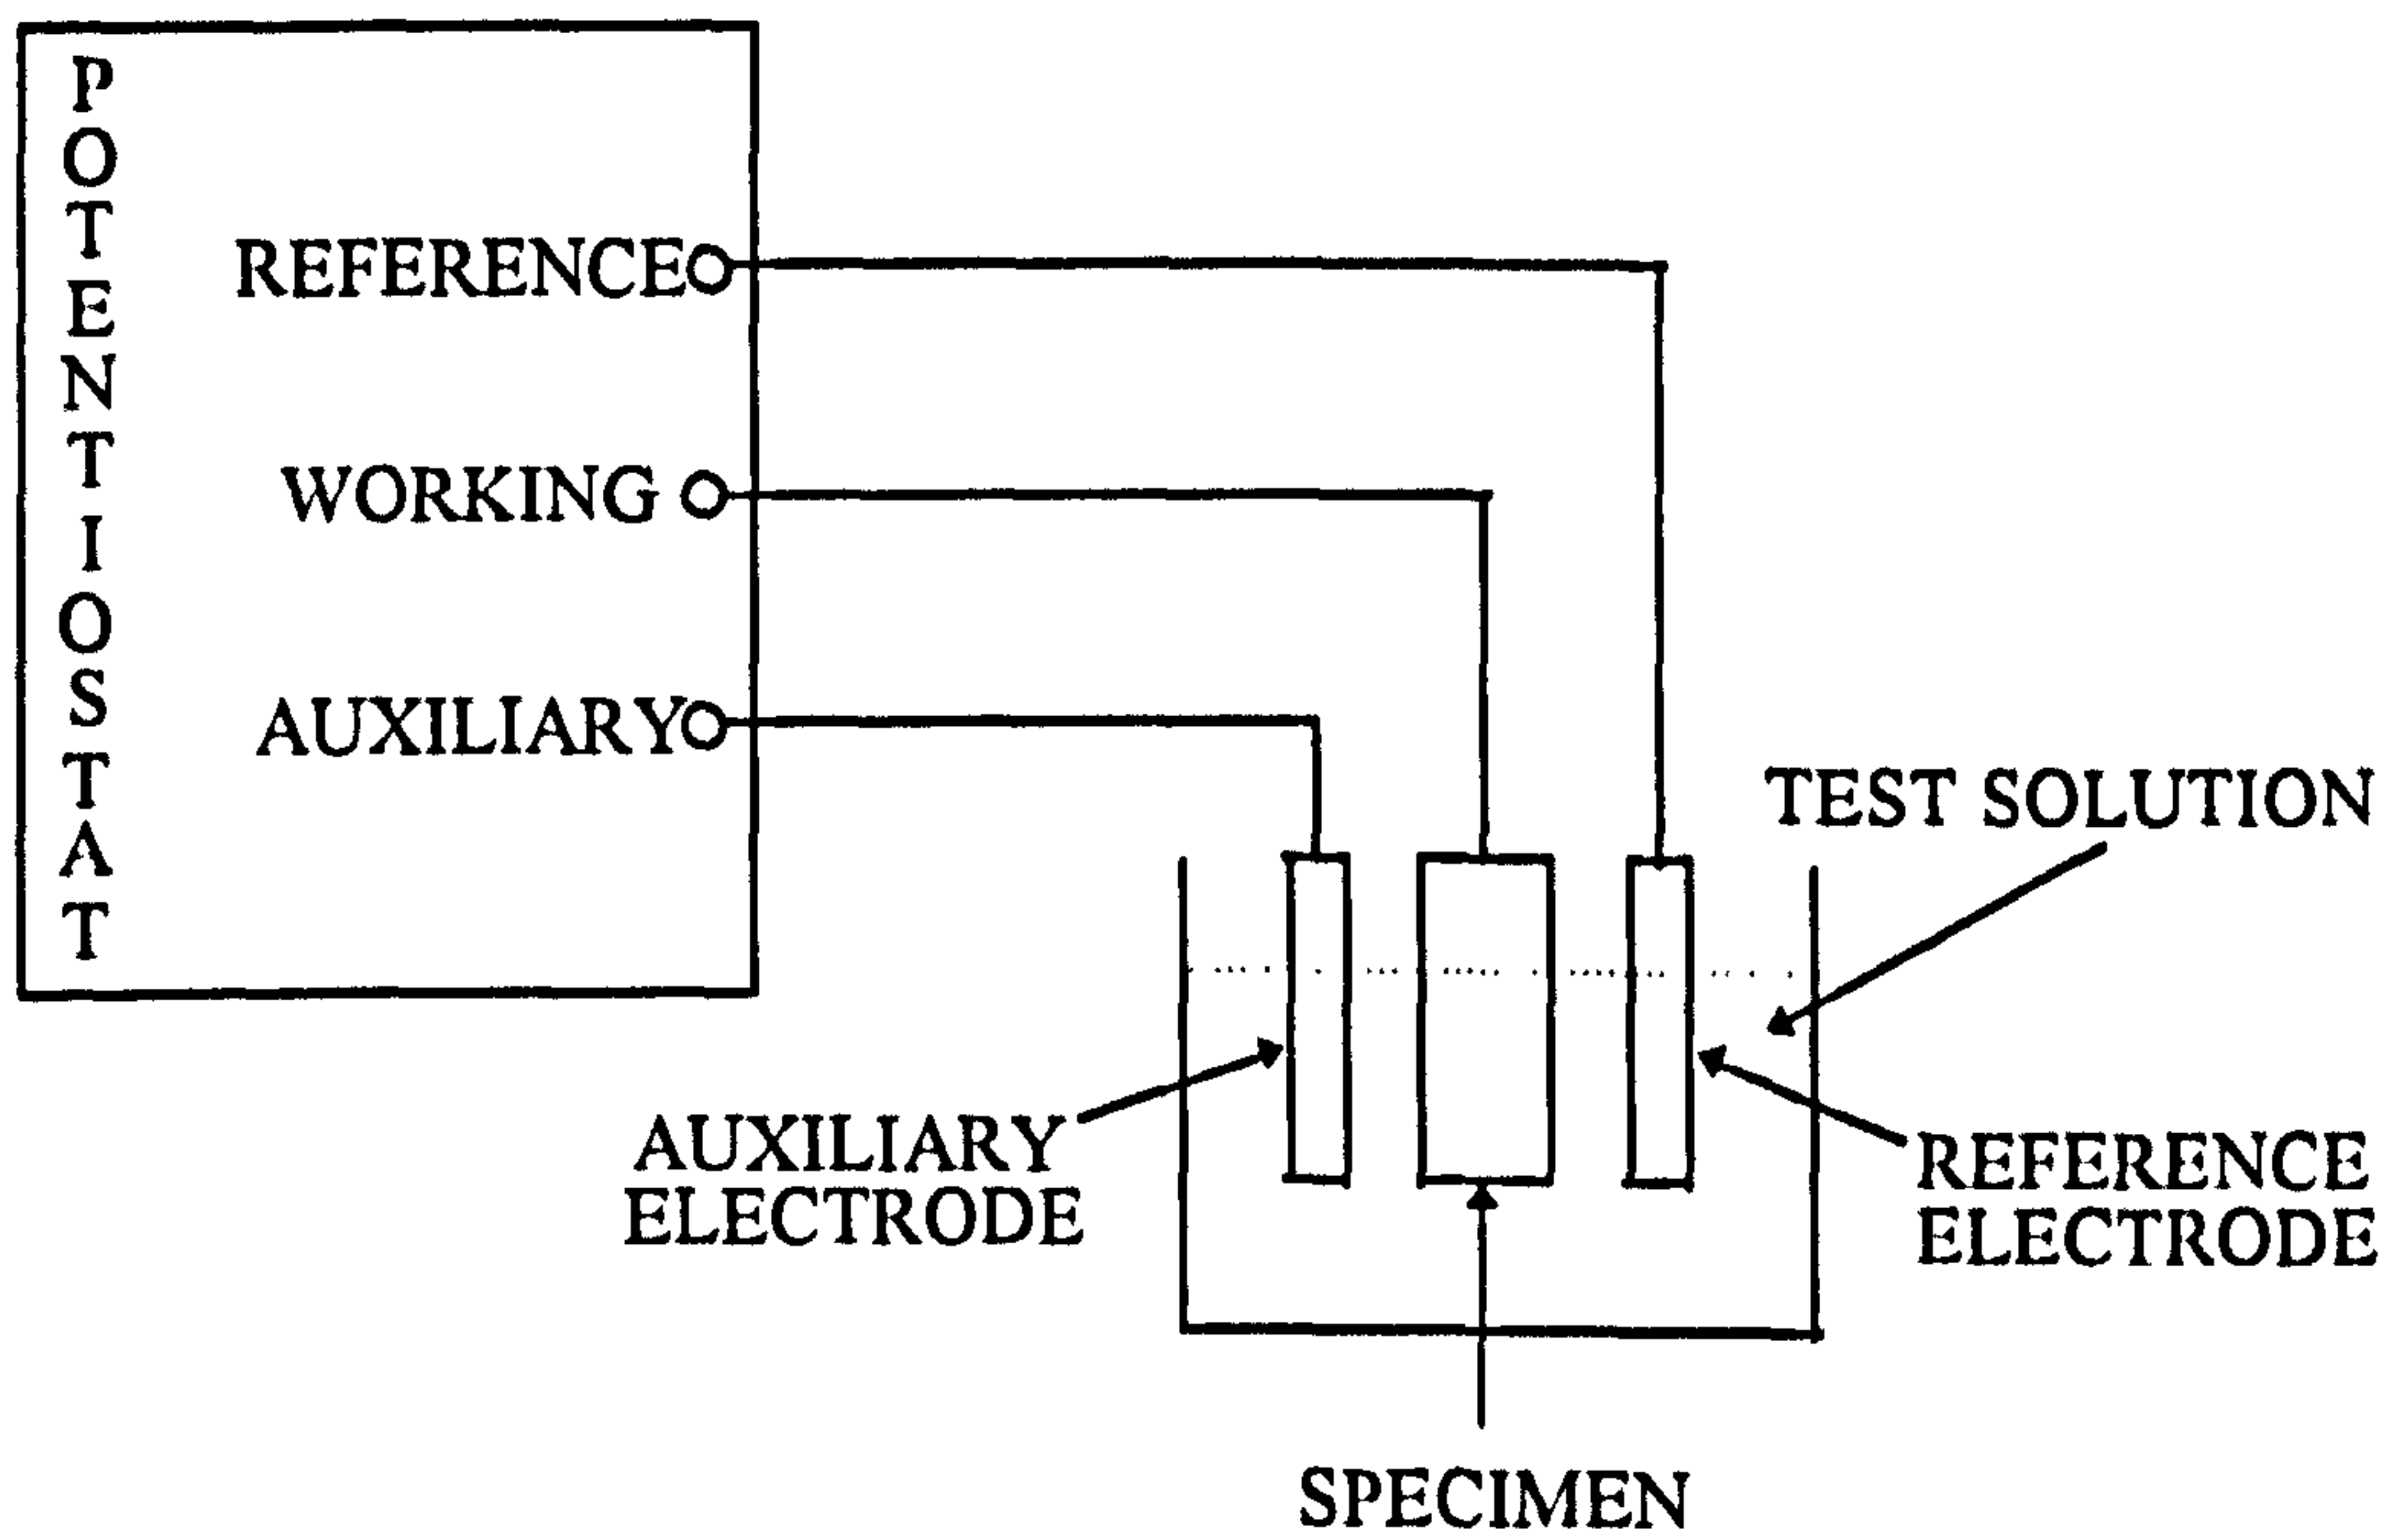 POTENTIOSTAT
REFERENCE
WORKING
AUXILIARY
TEST SOLUTION
AUXILIARY
ELECTRODE
REFERENCE
ELECTRODE
SPECIMEN